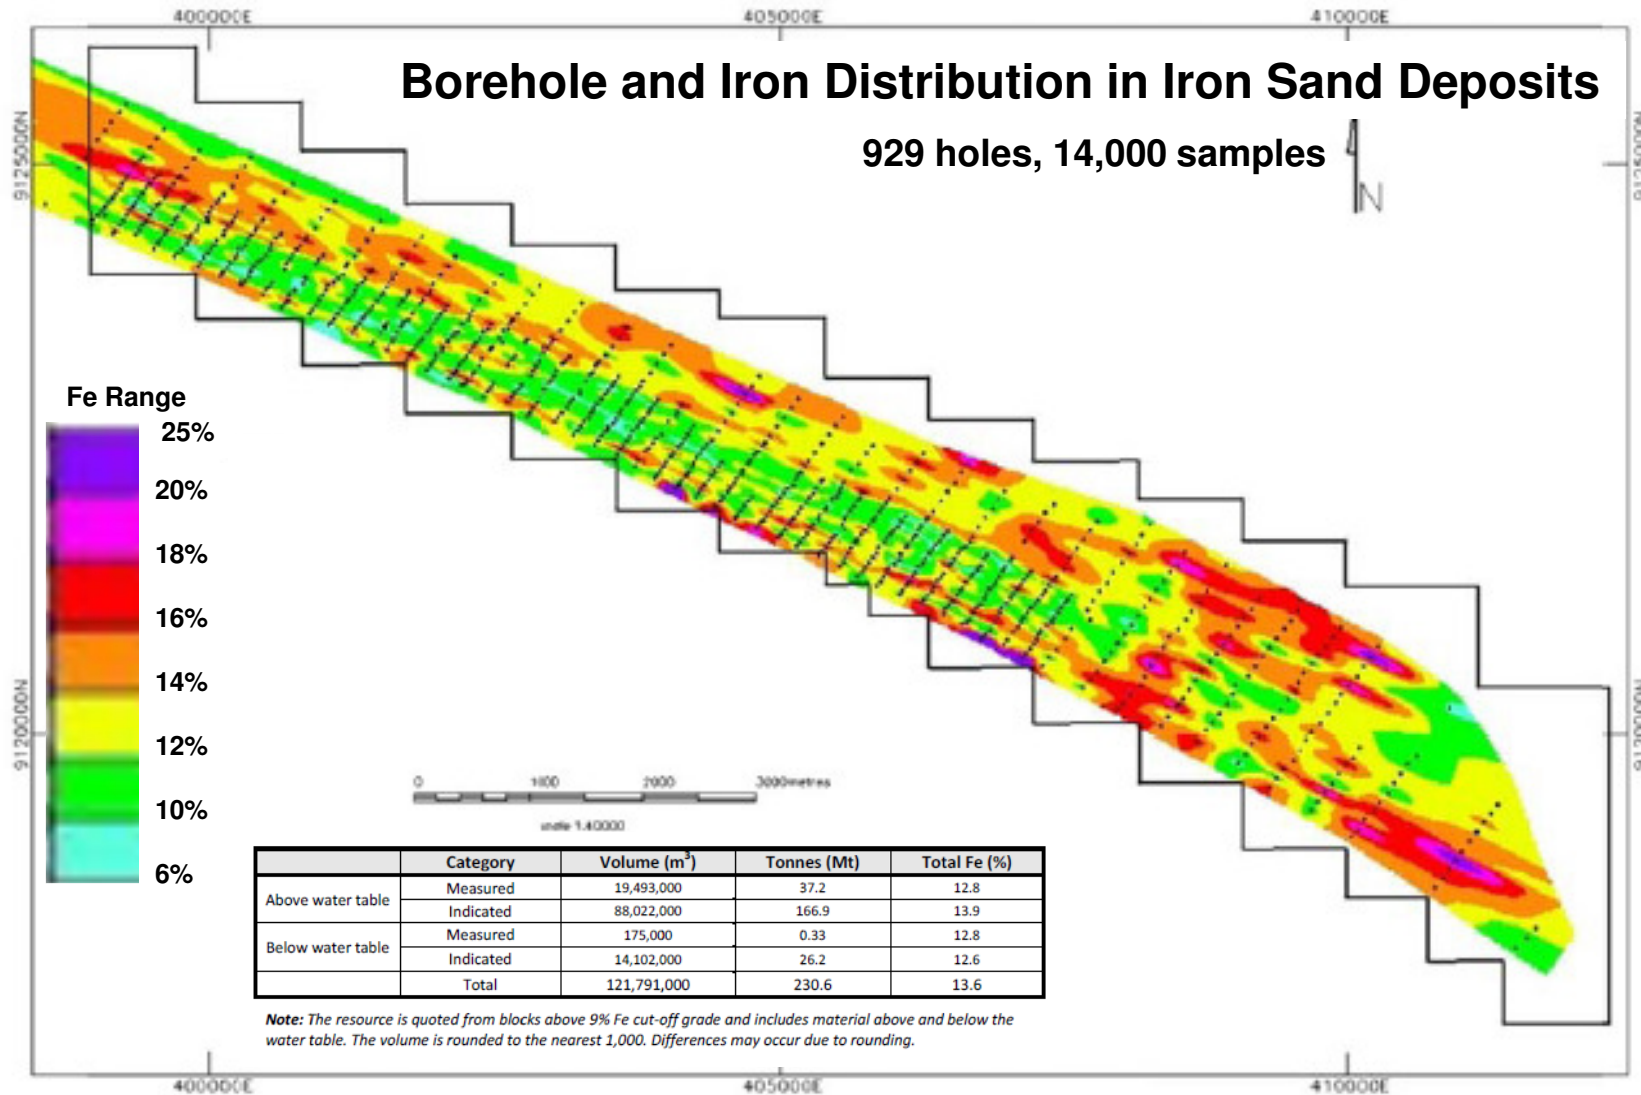 400000E 405000E 410000E
Borehole and Iron Distribution in Iron Sand Deposits
929 holes, 14,000 samples
N
9125000N
9125000N
9120000N
9120000N
Fe Range
25%
20%
18%
16%
14%
12%
10%
6%
0 1000 2000 3000metres
scale 1:40000
Category Volume (m³) Tonnes (Mt) Total Fe (%)
Above water table
Measured 19,493,000 37.2 12.8
Indicated 88,022,000 166.9 13.9
Below water table
Measured 175,000 0.33 12.8
Indicated 14,102,000 26.2 12.6
Total 121,791,000 230.6 13.6
Note: The resource is quoted from blocks above 9% Fe cut-off grade and includes material above and below the
water table. The volume is rounded to the nearest 1,000. Differences may occur due to rounding.
400000E 405000E 410000E